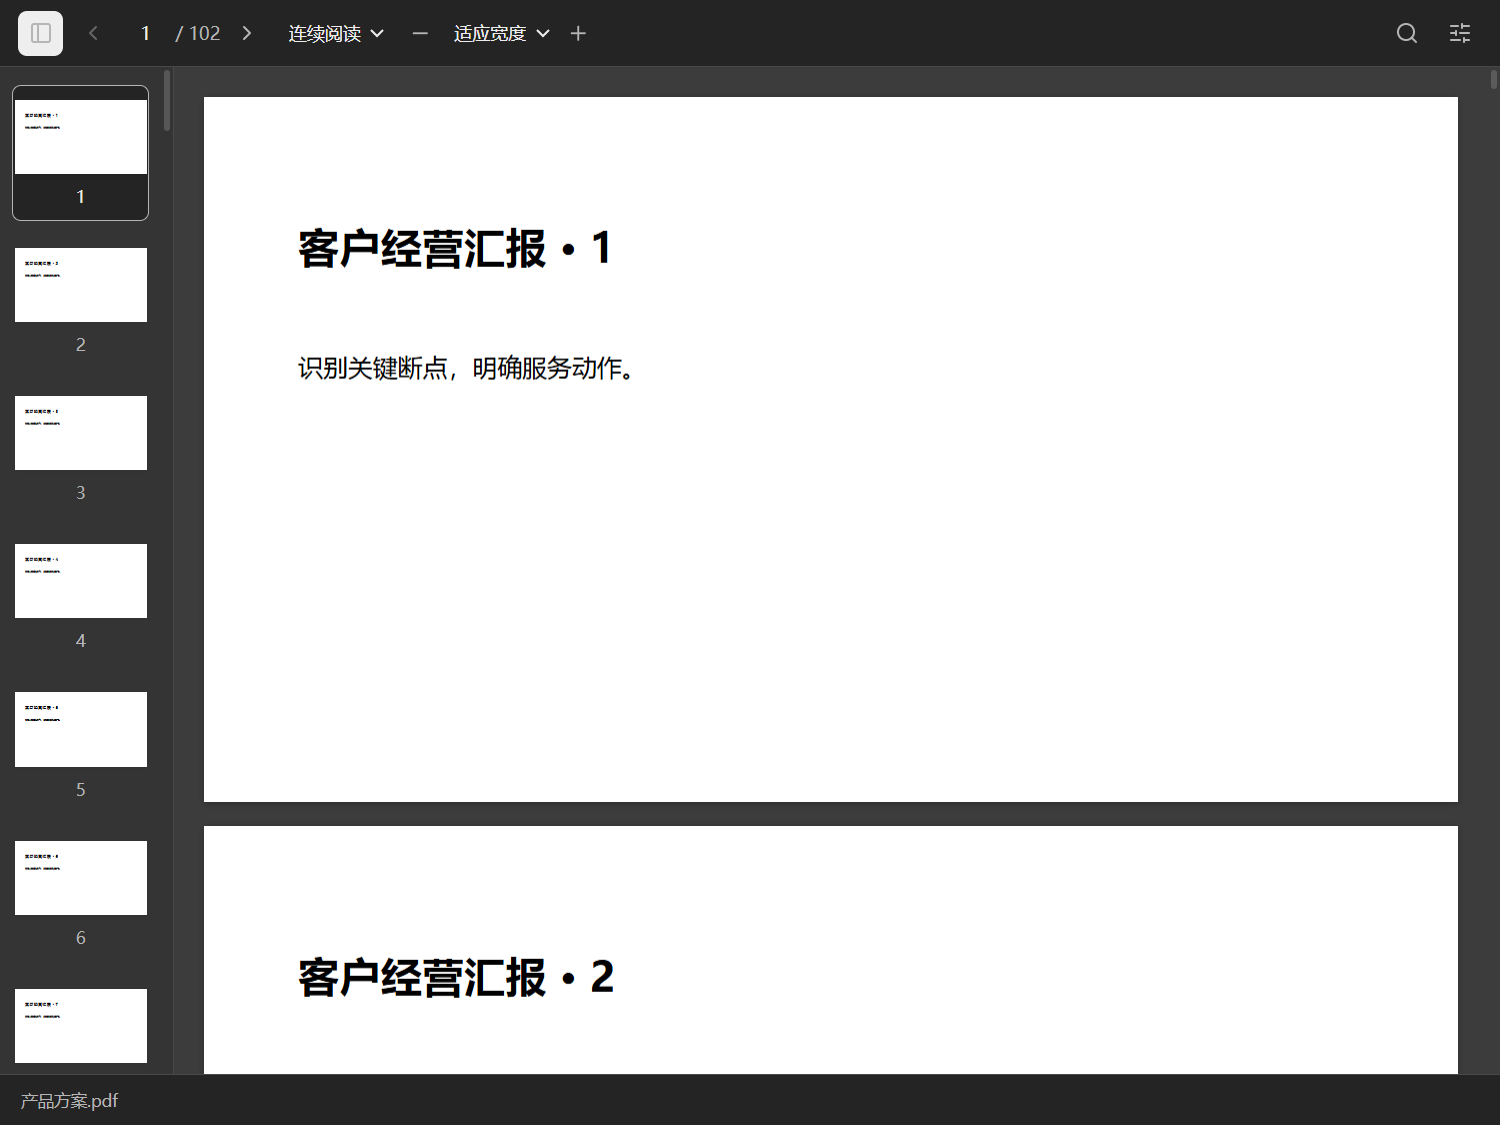 1 / 102 连续阅读 适应宽度
1
2
3
4
5
6
客户经营汇报·1
识别关键断点，明确服务动作。
客户经营汇报·2
产品方案.pdf